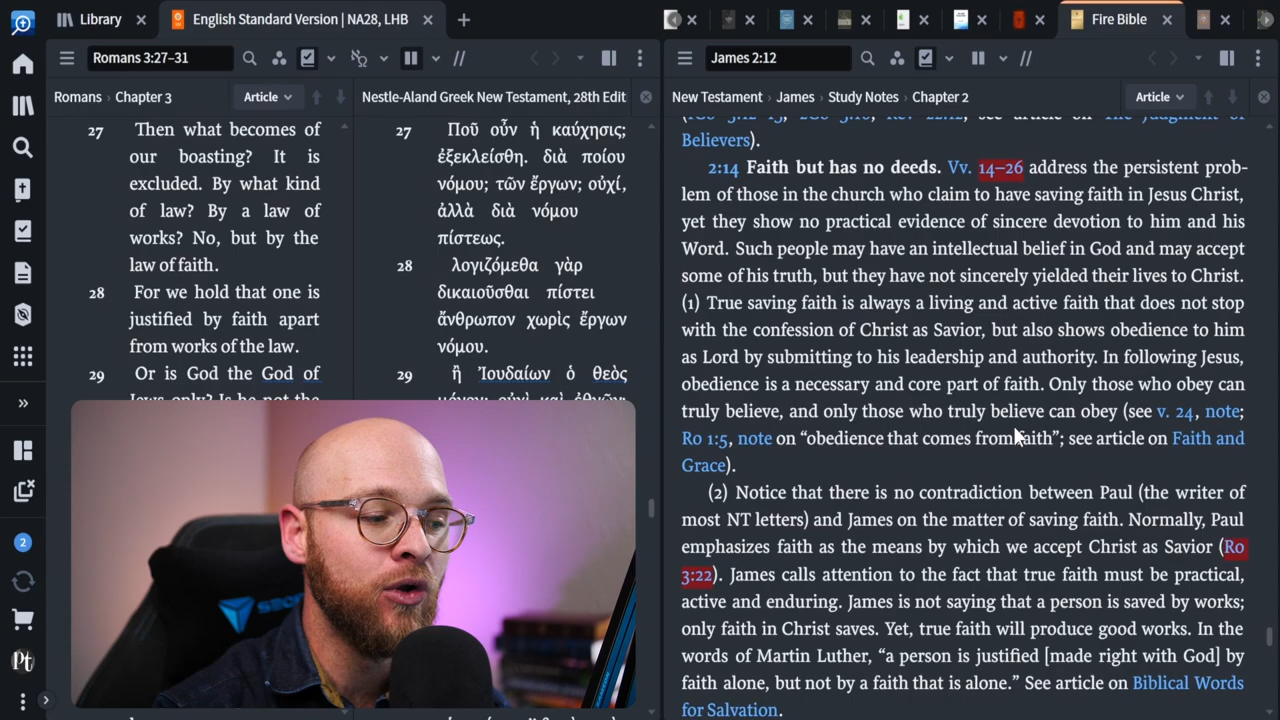 Library
English Standard Version | NA28, LHB
Fire Bible
Romans 3:27–31
James 2:12
Romans › Chapter 3
Article
Nestle-Aland Greek New Testament, 28th Edit
New Testament › James › Study Notes › Chapter 2
Article
27 Then what becomes of
our boasting? It is
excluded. By what kind
of law? By a law of
works? No, but by the
law of faith.
28 For we hold that one is
justified by faith apart
from works of the law.
29 Or is God the God of
Jews only? Is he not the
27 Ποῦ οὖν ἡ καύχησις;
ἐξεκλείσθη. διὰ ποίου
νόμου; τῶν ἔργων; οὐχί,
ἀλλὰ διὰ νόμου
πίστεως.
28 λογιζόμεθα γὰρ
δικαιοῦσθαι πίστει
ἄνθρωπον χωρὶς ἔργων
νόμου.
29 ἢ Ἰουδαίων ὁ θεὸς
Believers).
2:14 Faith but has no deeds. Vv. 14–26 address the persistent prob-
lem of those in the church who claim to have saving faith in Jesus Christ,
yet they show no practical evidence of sincere devotion to him and his
Word. Such people may have an intellectual belief in God and may accept
some of his truth, but they have not sincerely yielded their lives to Christ.
(1) True saving faith is always a living and active faith that does not stop
with the confession of Christ as Savior, but also shows obedience to him
as Lord by submitting to his leadership and authority. In following Jesus,
obedience is a necessary and core part of faith. Only those who obey can
truly believe, and only those who truly believe can obey (see v. 24, note;
Ro 1:5, note on “obedience that comes from faith”; see article on Faith and
Grace).
(2) Notice that there is no contradiction between Paul (the writer of
most NT letters) and James on the matter of saving faith. Normally, Paul
emphasizes faith as the means by which we accept Christ as Savior (Ro
3:22). James calls attention to the fact that true faith must be practical,
active and enduring. James is not saying that a person is saved by works;
only faith in Christ saves. Yet, true faith will produce good works. In the
words of Martin Luther, “a person is justified [made right with God] by
faith alone, but not by a faith that is alone.” See article on Biblical Words
for Salvation.
2
Pt